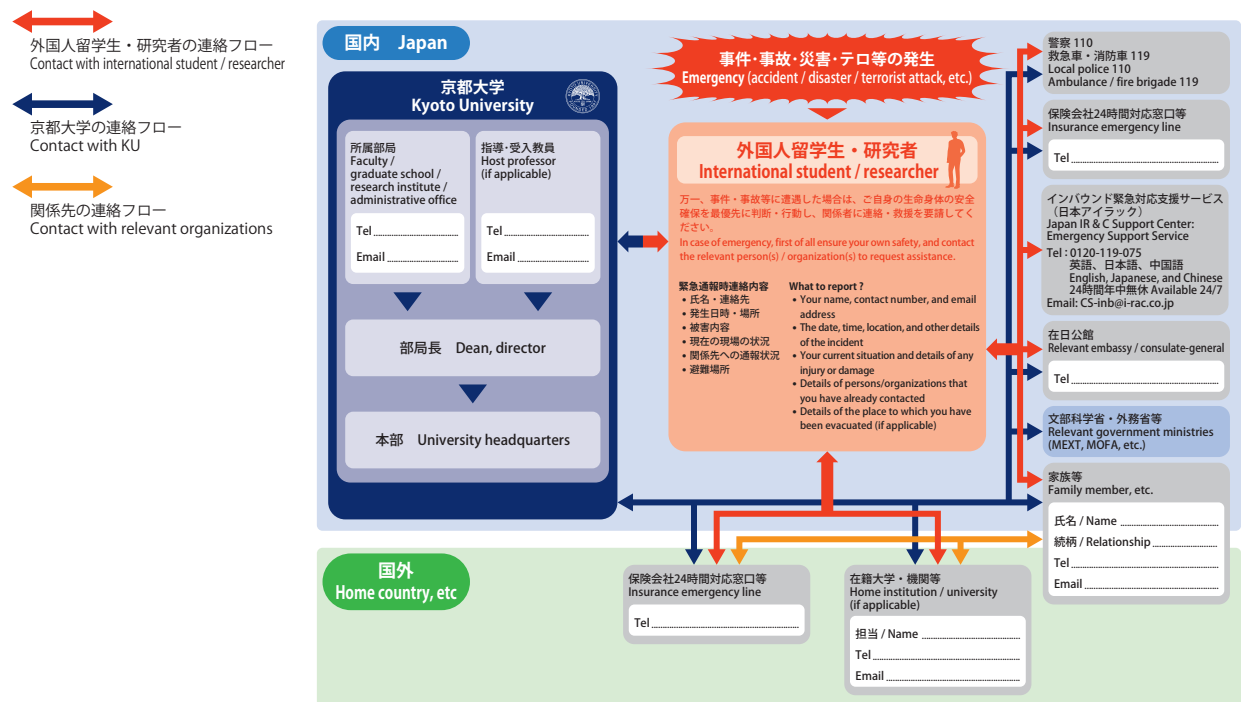 外国人留学生・研究者の連絡フロー
Contact with international student / researcher
京都大学の連絡フロー
Contact with KU
関係先の連絡フロー
Contact with relevant organizations
国内 Japan
京都大学
Kyoto University
所属部局
Faculty /
graduate school /
research institute /
administrative office
Tel
Email
指導・受入教員
Host professor
(if applicable)
Tel
Email
部局長 Dean, director
本部 University headquarters
事件・事故・災害・テロ等の発生
Emergency (accident / disaster / terrorist attack, etc.)
外国人留学生・研究者
International student / researcher
万一、事件・事故等に遭遇した場合は、ご自身の生命身体の安全
確保を最優先に判断・行動し、関係者に連絡・救援を要請してく
ださい。
In case of emergency, first of all ensure your own safety, and contact
the relevant person(s) / organization(s) to request assistance.
緊急通報時連絡内容
• 氏名・連絡先
• 発生日時・場所
• 被害内容
• 現在の現場の状況
• 関係先への通報状況
• 避難場所
What to report ?
• Your name, contact number, and email
address
• The date, time, location, and other details
of the incident
• Your current situation and details of any
injury or damage
• Details of persons/organizations that
you have already contacted
• Details of the place to which you have
been evacuated (if applicable)
警察 110
救急車・消防車 119
Local police 110
Ambulance / fire brigade 119
保険会社24時間対応窓口等
Insurance emergency line
Tel
インバウンド緊急対応支援サービス
（日本アイラック）
Japan IR & C Support Center:
Emergency Support Service
Tel：0120-119-075
英語、日本語、中国語
English, Japanese, and Chinese
24時間年中無休 Available 24/7
Email: CS-inb@i-rac.co.jp
在日公館
Relevant embassy / consulate-general
Tel
文部科学省・外務省等
Relevant government ministries
(MEXT, MOFA, etc.)
家族等
Family member, etc.
氏名 / Name
続柄 / Relationship
Tel
Email
国外
Home country, etc
保険会社24時間対応窓口等
Insurance emergency line
Tel
在籍大学・機関等
Home institution / university
(if applicable)
担当 / Name
Tel
Email